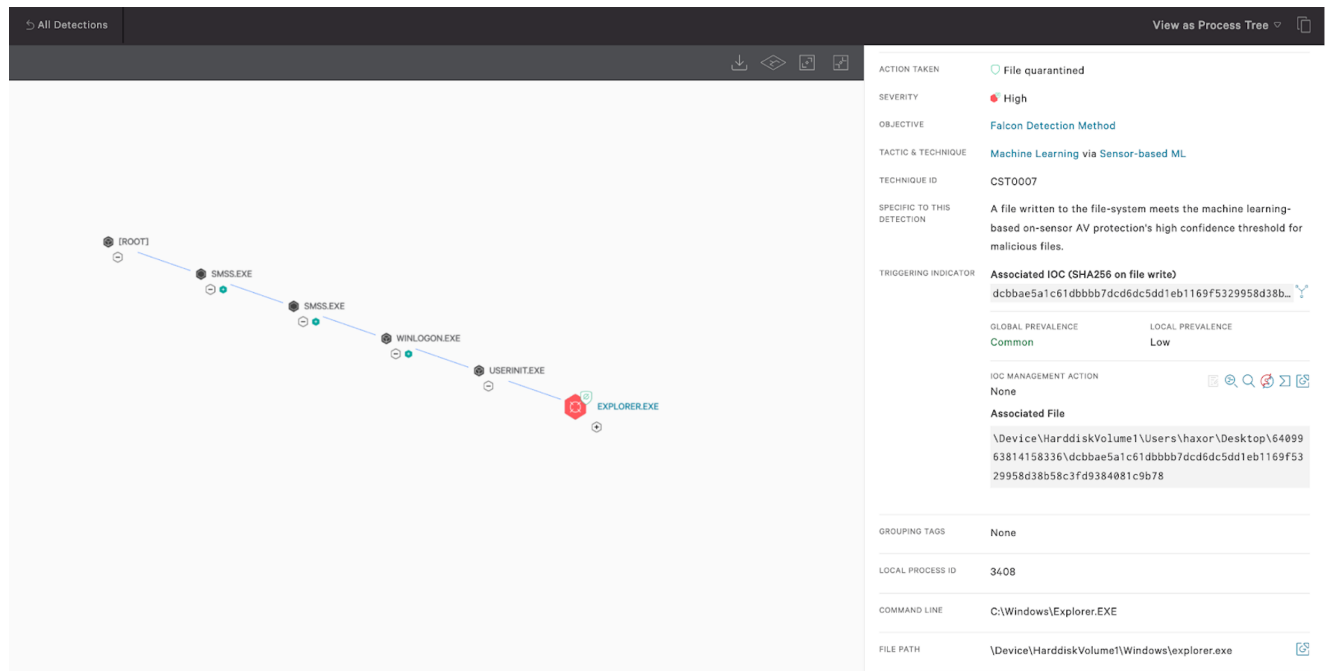 All Detections
View as Process Tree
[ROOT]
SMSS.EXE
SMSS.EXE
WINLOGON.EXE
USERINIT.EXE
EXPLORER.EXE
ACTION TAKEN
File quarantined
SEVERITY
High
OBJECTIVE
Falcon Detection Method
TACTIC & TECHNIQUE
Machine Learning via Sensor-based ML
TECHNIQUE ID
CST0007
SPECIFIC TO THIS
DETECTION
A file written to the file-system meets the machine learning-
based on-sensor AV protection's high confidence threshold for
malicious files.
TRIGGERING INDICATOR
Associated IOC (SHA256 on file write)
dcbbae5a1c61dbbbb7dcd6dc5dd1eb1169f5329958d38b…
GLOBAL PREVALENCE
Common
LOCAL PREVALENCE
Low
IOC MANAGEMENT ACTION
None
Associated File
\Device\HarddiskVolume1\Users\haxor\Desktop\64099
63814158336\dcbbae5a1c61dbbbb7dcd6dc5dd1eb1169f53
29958d38b58c3fd9384081c9b78
GROUPING TAGS
None
LOCAL PROCESS ID
3408
COMMAND LINE
C:\Windows\Explorer.EXE
FILE PATH
\Device\HarddiskVolume1\Windows\explorer.exe